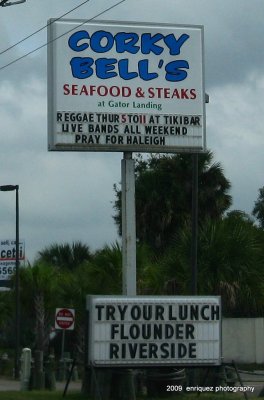 CORKY
BELL'S
SEAFOOD & STEAKS
at Gator Landing
REGGAE THUR 5TO11 AT TIKIBAR
LIVE BANDS ALL WEEKEND
PRAY FOR HALEIGH
TRY OUR LUNCH
FLOUNDER
RIVERSIDE
2009 enriquez photography